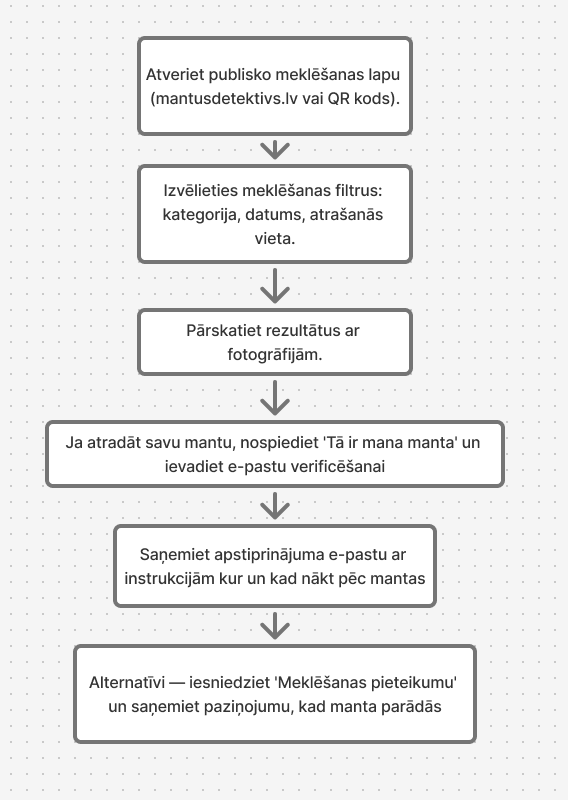 Atveriet publisko meklēšanas lapu
(mantusdetektivs.lv vai QR kods).
Izvēlieties meklēšanas filtrus:
kategorija, datums, atrašanās
vieta.
Pārskatiet rezultātus ar
fotogrāfijām.
Ja atradāt savu mantu, nospiediet 'Tā ir mana manta' un
ievadiet e-pastu verificēšanai
Saņemiet apstiprinājuma e-pastu ar
instrukcijām kur un kad nākt pēc mantas
Alternatīvi — iesniedziet 'Meklēšanas pieteikumu'
un saņemiet paziņojumu, kad manta parādās